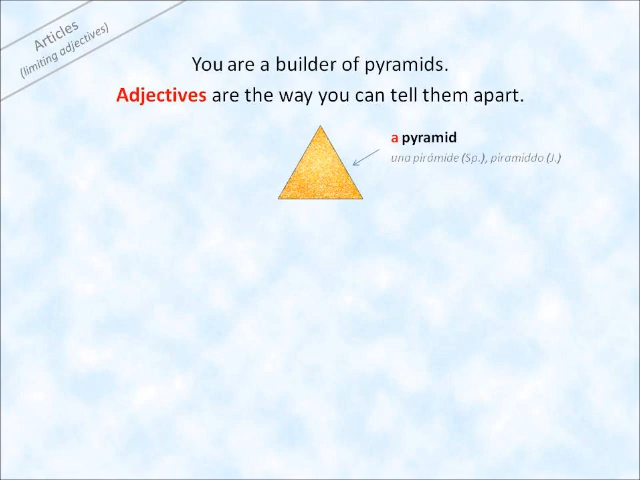 Articles
(limiting adjectives)
You are a builder of pyramids.
Adjectives are the way you can tell them apart.
a pyramid
una pirámide (Sp.), piramiddo (J.)